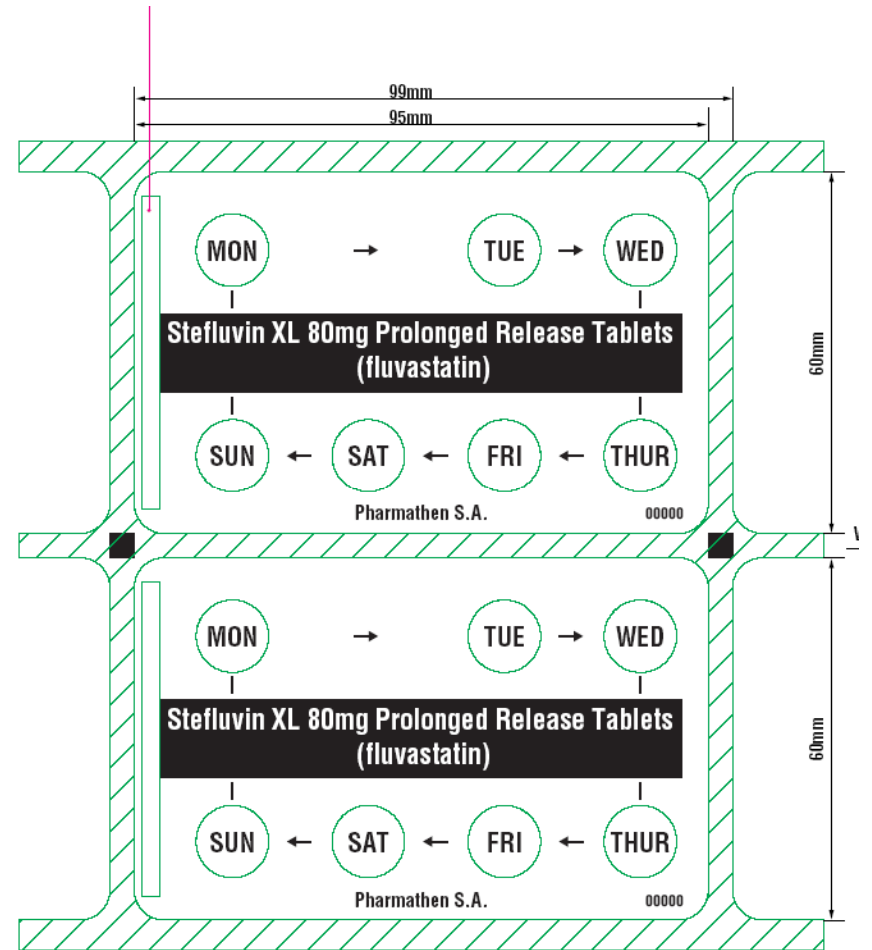 99mm
95mm
MON → TUE → WED
Stefluvin XL 80mg Prolonged Release Tablets
(fluvastatin)
60mm
SUN ← SAT ← FRI ← THUR
Pharmathen S.A. 00000
MON → TUE → WED
Stefluvin XL 80mg Prolonged Release Tablets
(fluvastatin)
60mm
SUN ← SAT ← FRI ← THUR
Pharmathen S.A. 00000